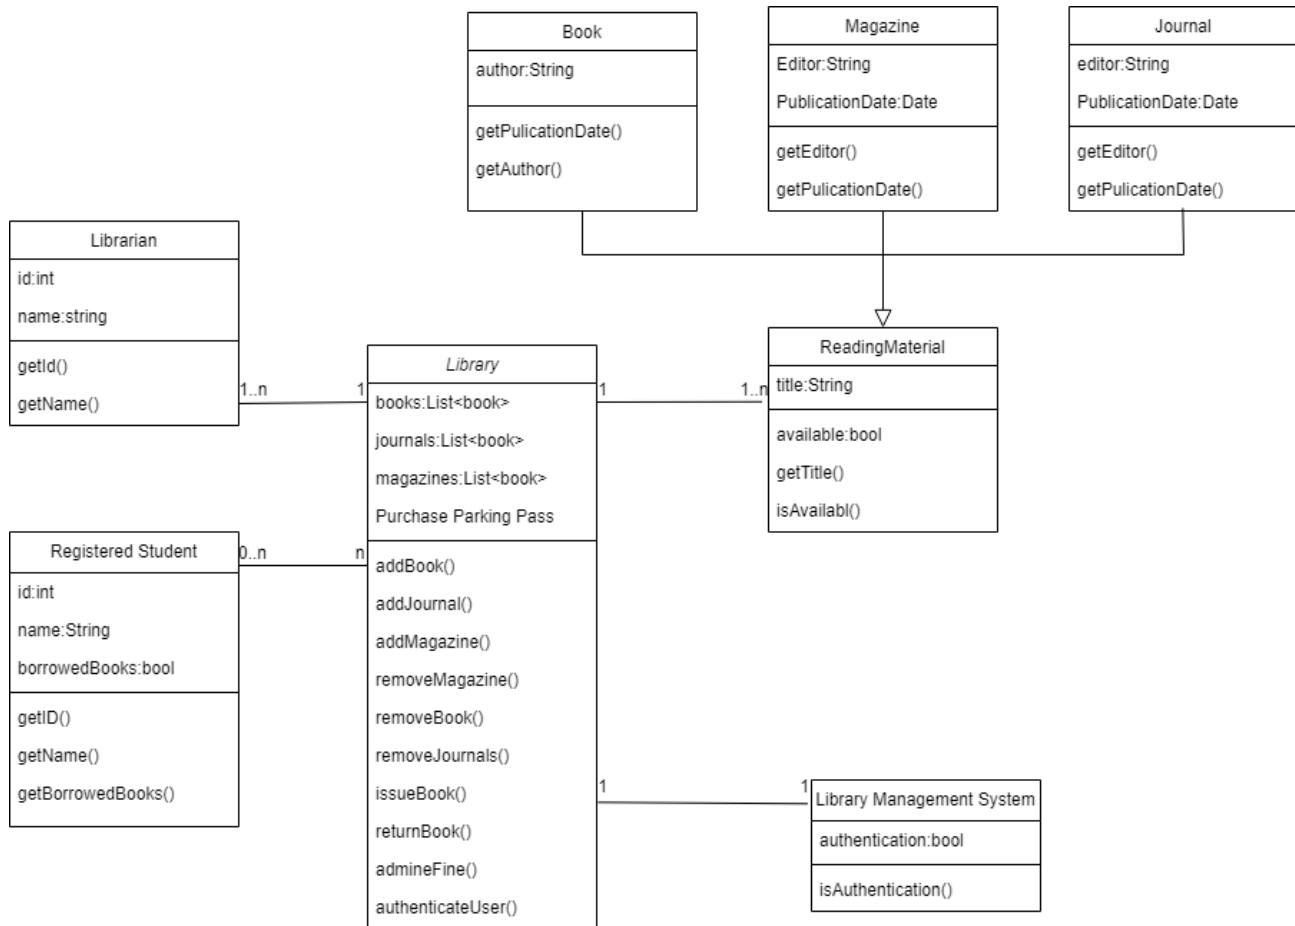 Book
author:String
getPulicationDate()
getAuthor()
Magazine
Editor:String
PublicationDate:Date
getEditor()
getPulicationDate()
Journal
editor:String
PublicationDate:Date
getEditor()
getPulicationDate()
Librarian
id:int
name:string
getId()
getName()
1..n
1
Library
books:List<book>
journals:List<book>
magazines:List<book>
Purchase Parking Pass
addBook()
addJournal()
addMagazine()
removeMagazine()
removeBook()
removeJournals()
issueBook()
returnBook()
admineFine()
authenticateUser()
1
1..n
ReadingMaterial
title:String
available:bool
getTitle()
isAvailabl()
Registered Student
id:int
name:String
borrowedBooks:bool
getID()
getName()
getBorrowedBooks()
0..n
n
1
1
Library Management System
authentication:bool
isAuthentication()